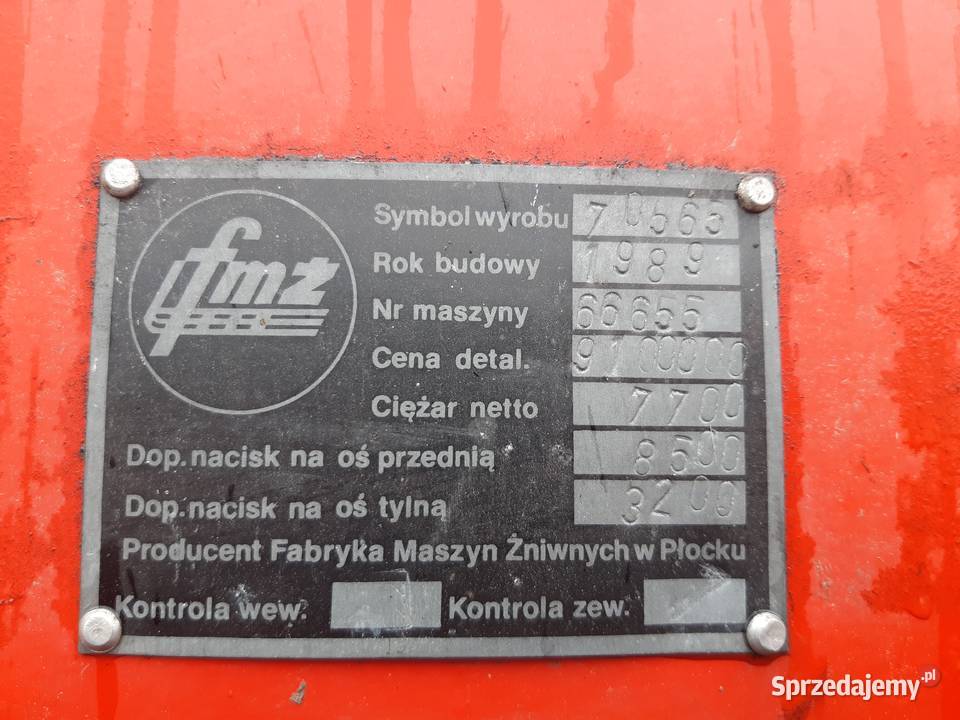 fmż
Symbol wyrobu 70565
Rok budowy 1989
Nr maszyny 66655
Cena detal. 9100000
Ciężar netto 7700
Dop. nacisk na oś przednią 8500
Dop. nacisk na oś tylną 3200
Producent Fabryka Maszyn Żniwnych w Płocku
Kontrola wew. Kontrola zew.
Sprzedajemy.pl